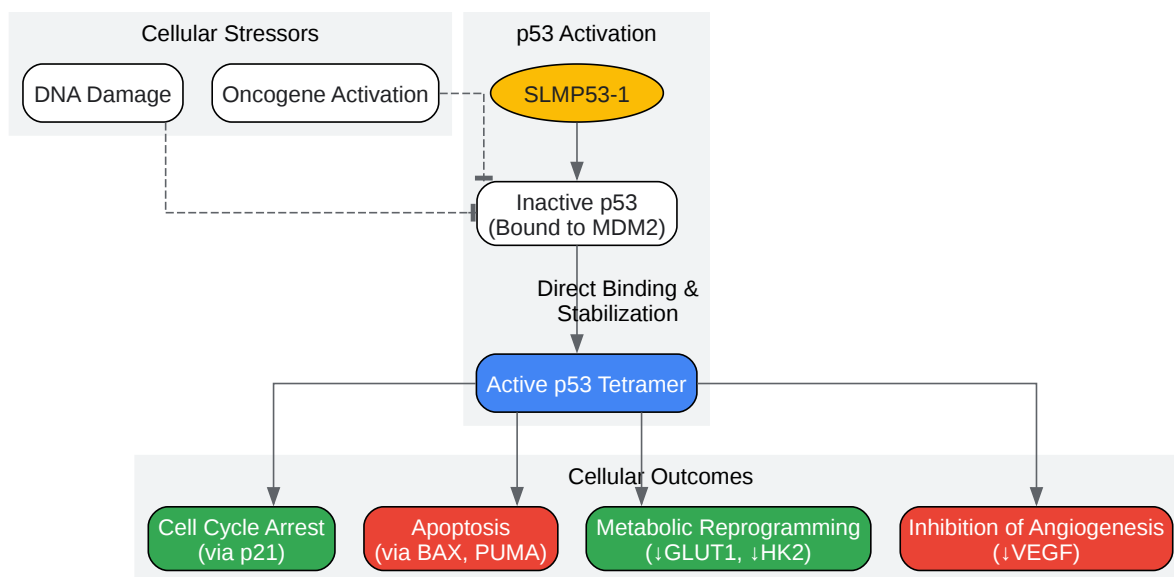 Cellular Stressors
DNA Damage
Oncogene Activation
p53 Activation
SLMP53-1
Inactive p53
(Bound to MDM2)
Direct Binding &
Stabilization
Active p53 Tetramer
Cellular Outcomes
Cell Cycle Arrest
(via p21)
Apoptosis
(via BAX, PUMA)
Metabolic Reprogramming
(↓GLUT1, ↓HK2)
Inhibition of Angiogenesis
(↓VEGF)